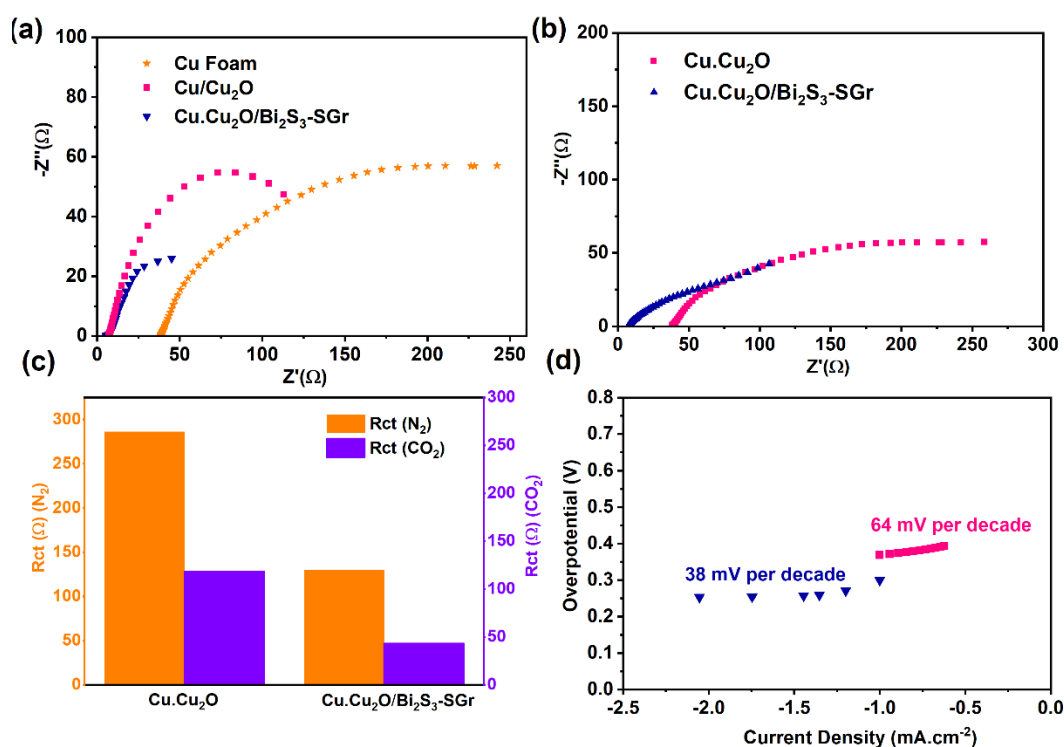 (a)
100
80
60
40
20
0
-Z''(Ω)
Cu Foam
Cu/Cu₂O
Cu.Cu₂O/Bi₂S₃-SGr
0 50 100 150 200 250
Z'(Ω)
(b)
200
150
100
50
0
-Z''(Ω)
Cu.Cu₂O
Cu.Cu₂O/Bi₂S₃-SGr
0 50 100 150 200 250 300
Z'(Ω)
(c)
300
250
200
150
100
50
0
Rct (Ω) (N₂)
Rct (N₂)
Rct (CO₂)
300
250
200
150
100
50
0
Rct (Ω) (CO₂)
Cu.Cu₂O
Cu.Cu₂O/Bi₂S₃-SGr
(d)
0.8
0.7
0.6
0.5
0.4
0.3
0.2
0.1
0.0
Overpotential (V)
64 mV per decade
38 mV per decade
-2.5 -2.0 -1.5 -1.0 -0.5 0.0
Current Density (mA.cm⁻²)